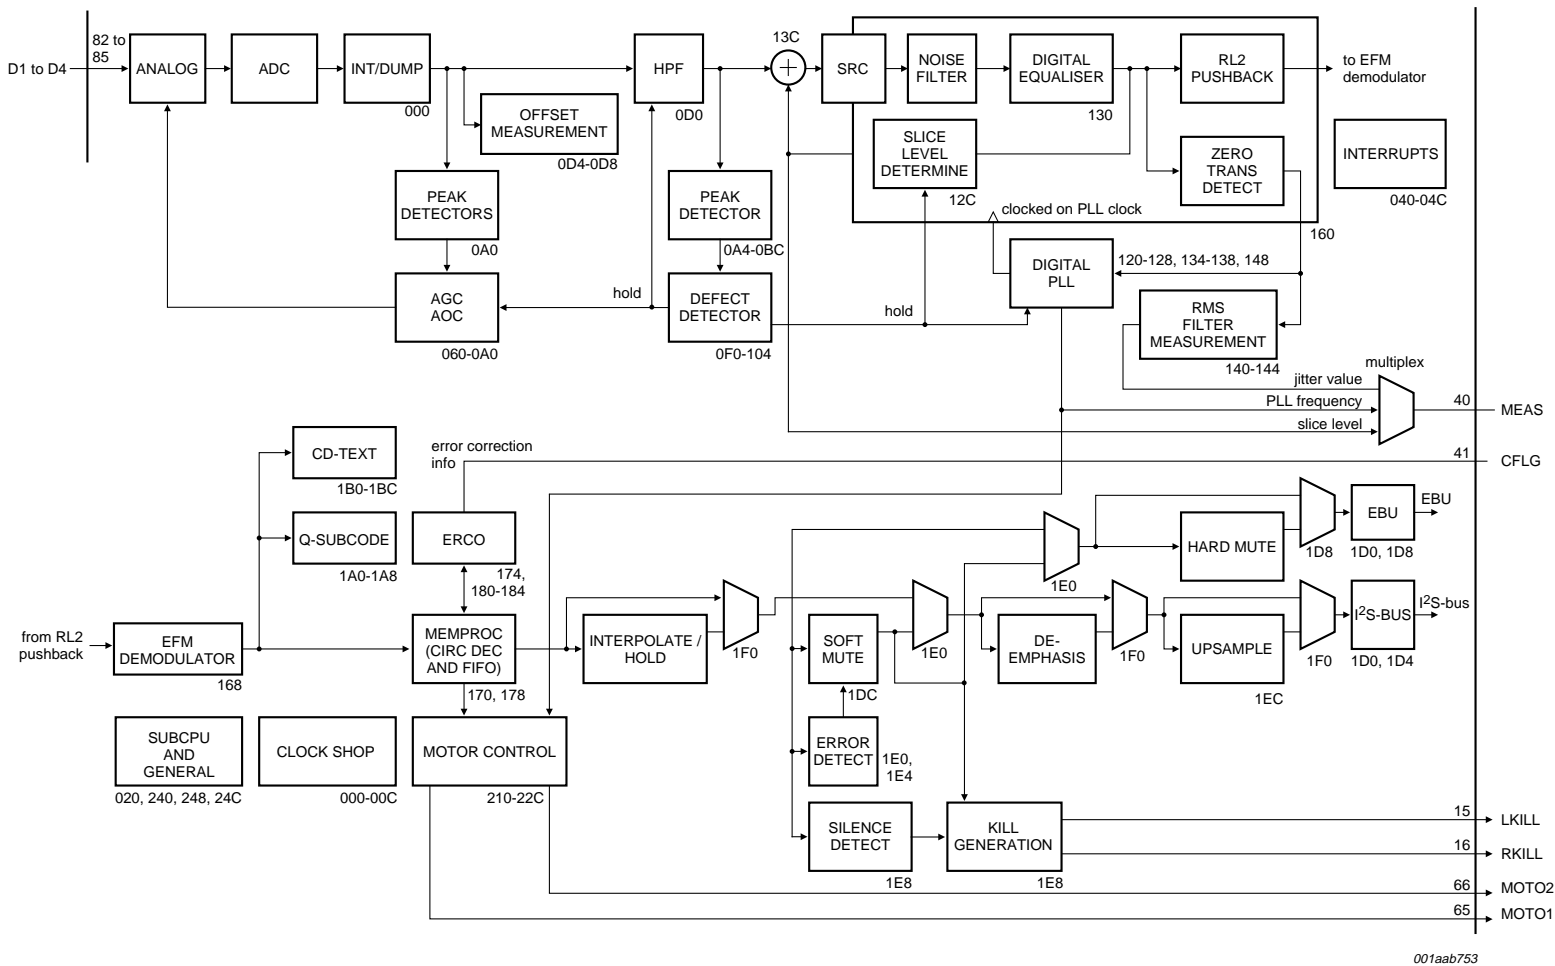 D1 to D4
82 to
85
ANALOG
ADC
INT/DUMP
000
OFFSET
MEASUREMENT
0D4-0D8
HPF
0D0
13C
SRC
NOISE
FILTER
DIGITAL
EQUALISER
130
RL2
PUSHBACK
to EFM
demodulator
SLICE
LEVEL
DETERMINE
12C
ZERO
TRANS
DETECT
INTERRUPTS
040-04C
PEAK
DETECTORS
0A0
PEAK
DETECTOR
0A4-0BC
clocked on PLL clock
160
AGC
AOC
060-0A0
hold
DEFECT
DETECTOR
0F0-104
hold
DIGITAL
PLL
120-128, 134-138, 148
RMS
FILTER
MEASUREMENT
140-144
multiplex
jitter value
PLL frequency
slice level
40
MEAS
41
CFLG
CD-TEXT
1B0-1BC
error correction
info
Q-SUBCODE
1A0-1A8
ERCO
174,
180-184
1E0
HARD MUTE
1D8
EBU
1D0, 1D8
EBU
from RL2
pushback
EFM
DEMODULATOR
168
MEMPROC
(CIRC DEC
AND FIFO)
170, 178
INTERPOLATE /
HOLD
1F0
SOFT
MUTE
1DC
1E0
DE-
EMPHASIS
1F0
UPSAMPLE
1EC
1F0
I2S-BUS
1D0, 1D4
I2S-bus
SUBCPU
AND
GENERAL
020, 240, 248, 24C
CLOCK SHOP
000-00C
MOTOR CONTROL
210-22C
ERROR
DETECT
1E0,
1E4
SILENCE
DETECT
1E8
KILL
GENERATION
1E8
15
LKILL
16
RKILL
66
MOTO2
65
MOTO1
001aab753